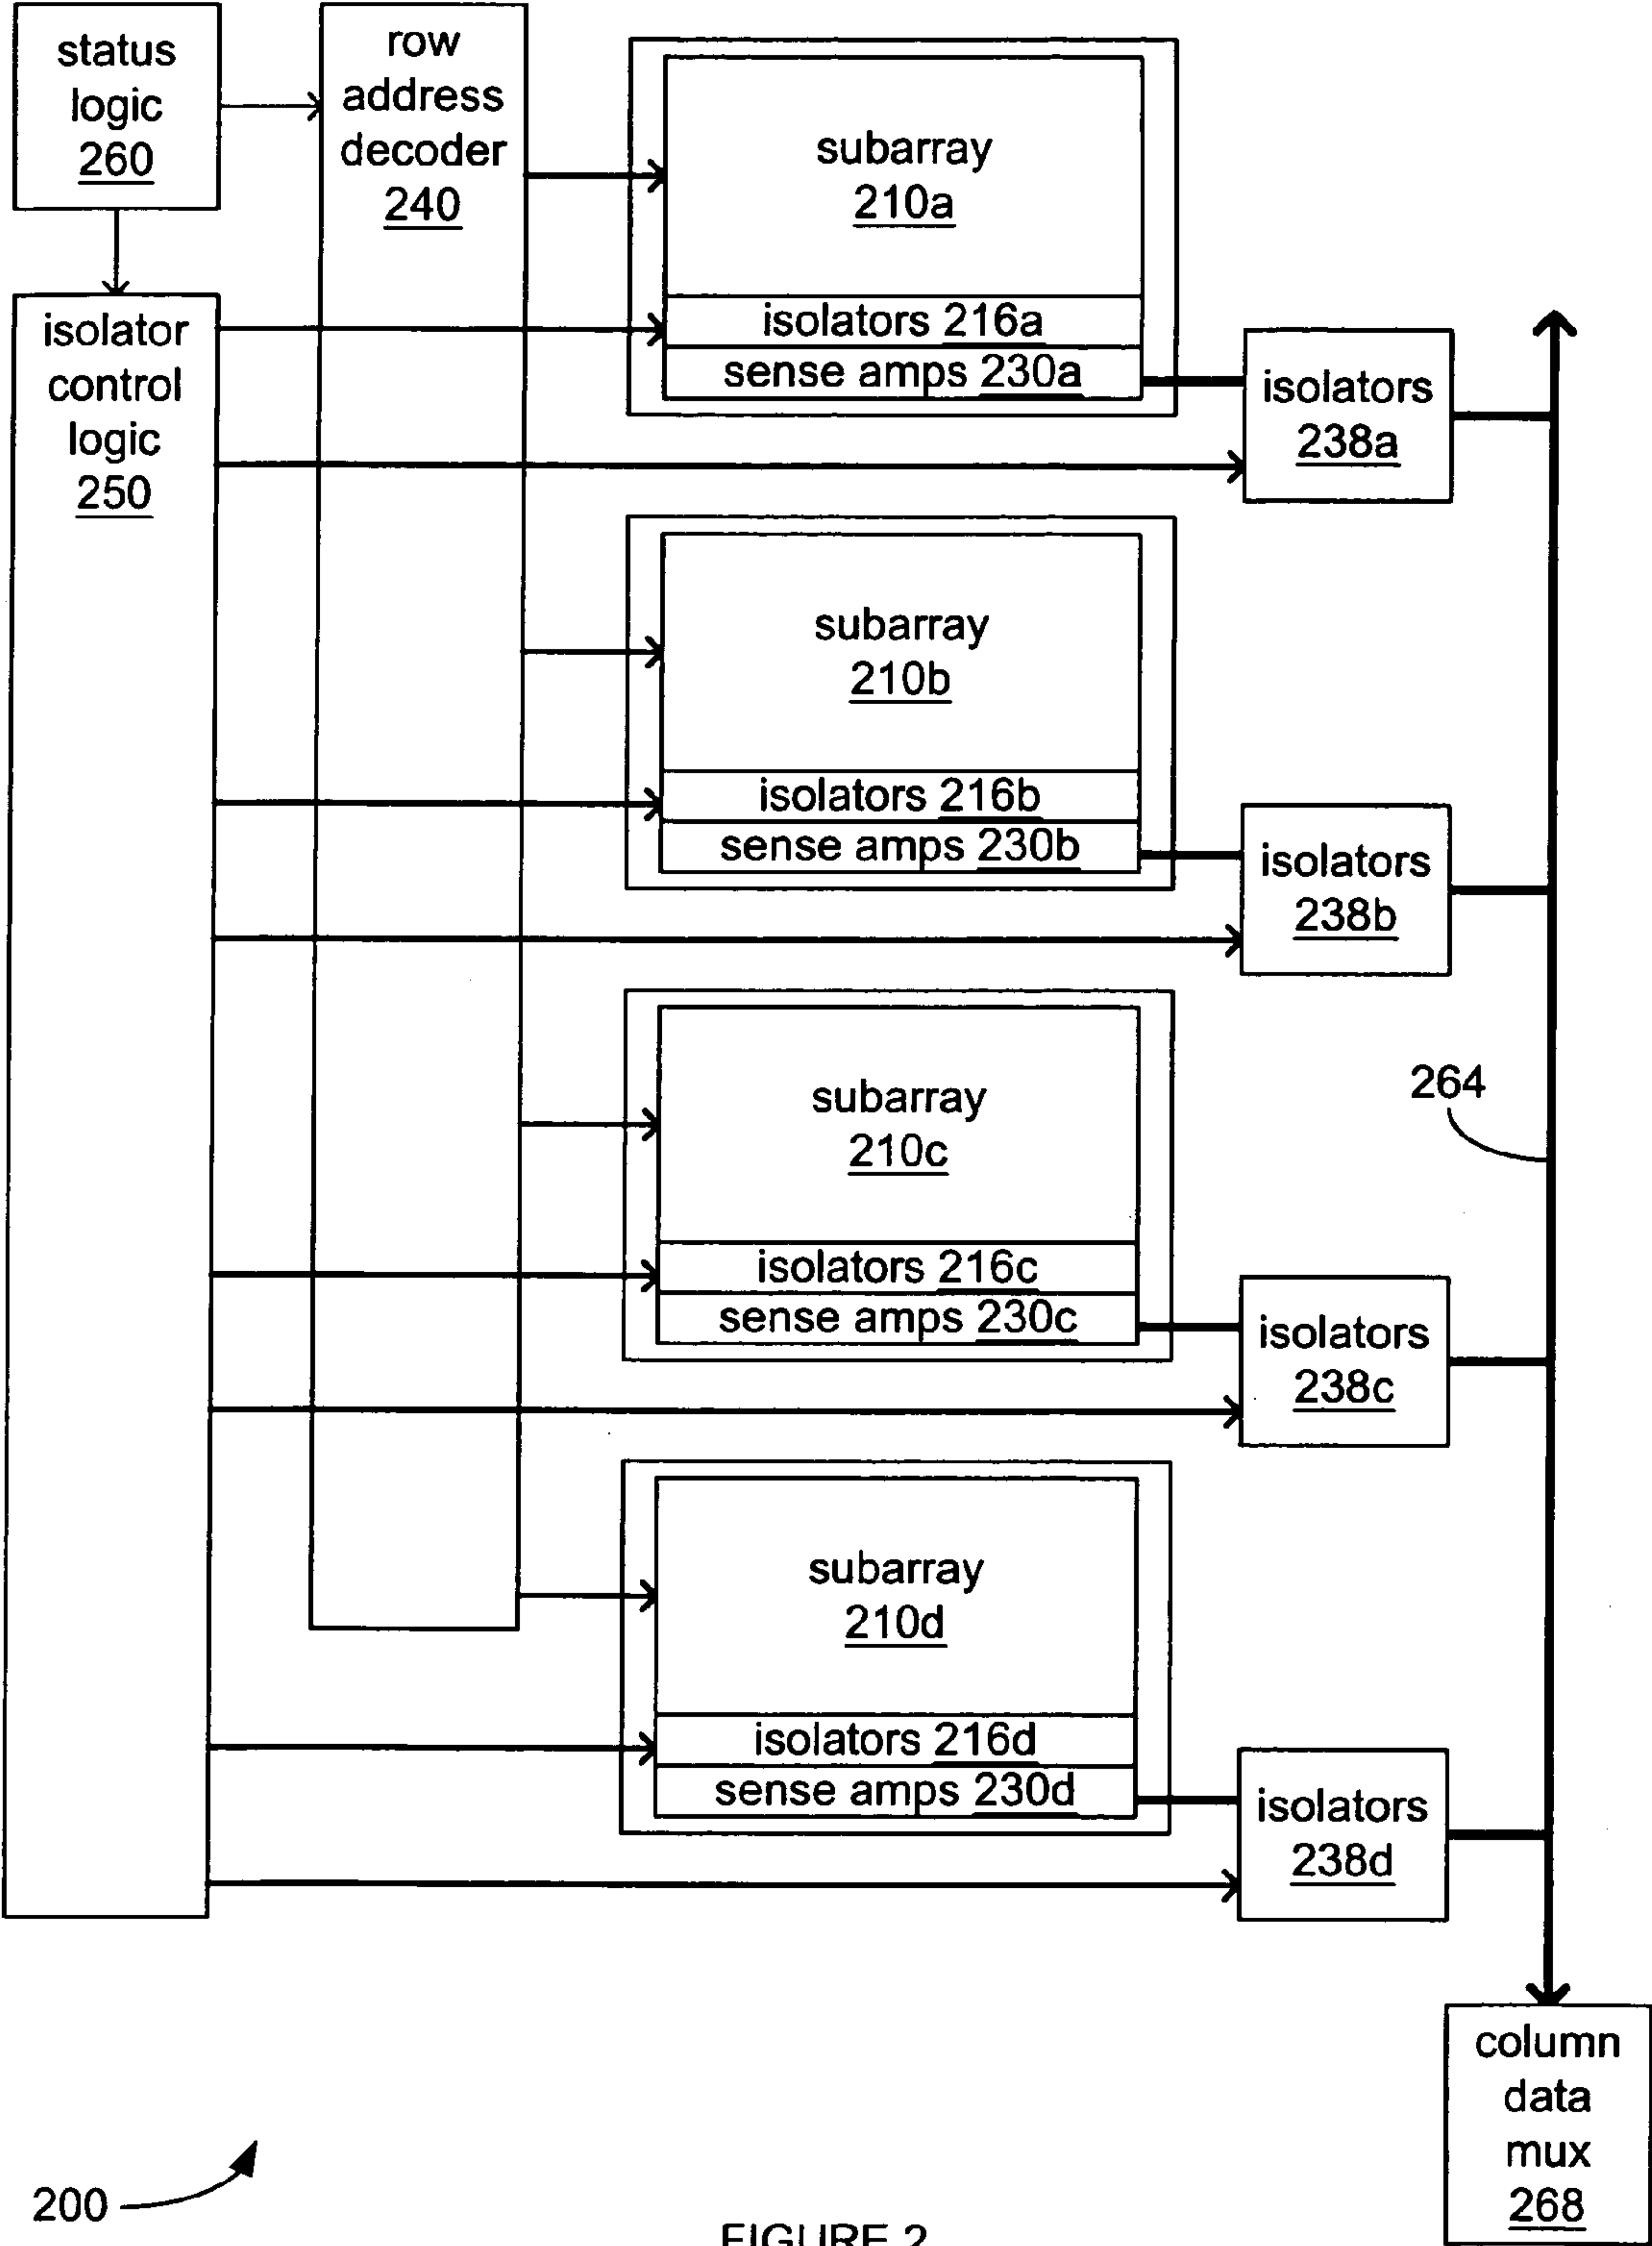 status
logic
260
row
address
decoder
240
subarray
210a
isolators 216a
sense amps 230a
isolator
control
logic
250
isolators
238a
subarray
210b
isolators 216b
sense amps 230b
isolators
238b
subarray
210c
264
isolators 216c
sense amps 230c
isolators
238c
subarray
210d
isolators 216d
sense amps 230d
isolators
238d
column
data
mux
268
200
FIGURE 2